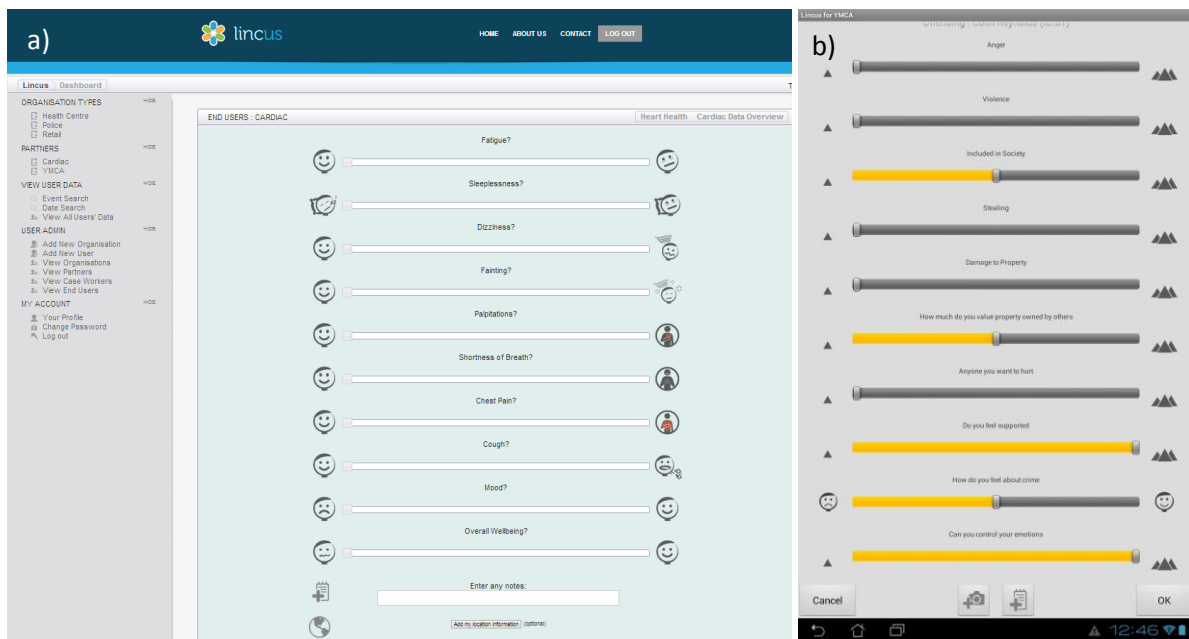 a)
lincus
HOME ABOUT US CONTACT LOG OUT
Lincus Dashboard
T
ORGANISATION TYPES HIDE
Health Centre
Police
Retail
PARTNERS HIDE
Cardiac
YMCA
VIEW USER DATA HIDE
Event Search
Date Search
View All Users' Data
USER ADMIN HIDE
Add New Organisation
Add New User
View Organisations
View Partners
View Case Workers
View End Users
MY ACCOUNT HIDE
Your Profile
Change Password
Log out
END USERS : CARDIAC Heart Health Cardiac Data Overview
Fatigue?
Sleeplessness?
Dizziness?
Fainting?
Palpitations?
Shortness of Breath?
Chest Pain?
Cough?
Mood?
Overall Wellbeing?
Enter any notes:
Add my location information (optional)
Lincus for YMCA
b)
Anger
Violence
Included in Society
Stealing
Damage to Property
How much do you value property owned by others
Anyone you want to hurt
Do you feel supported
How do you feel about crime
Can you control your emotions
Cancel OK
12:46